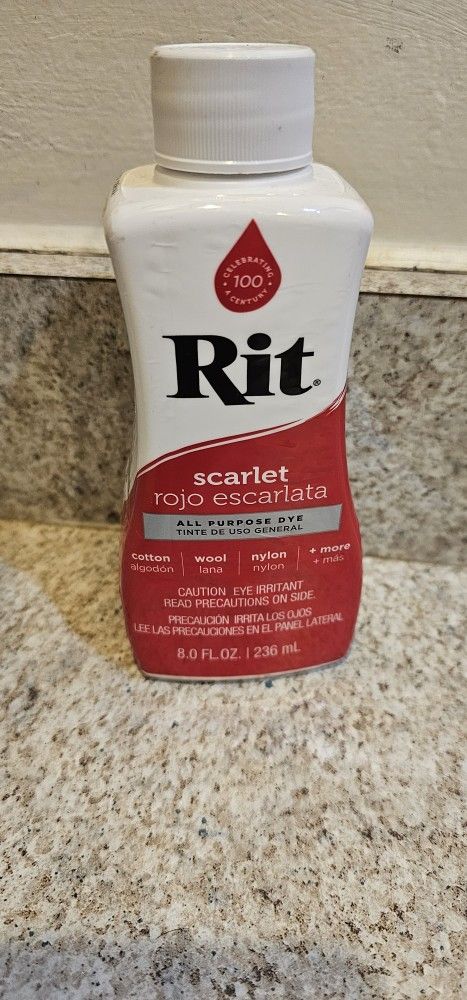 CELEBRATING
100
A CENTURY
Rit®
scarlet
rojo escarlata
ALL PURPOSE DYE
TINTE DE USO GENERAL
cotton | wool | nylon | + more
algodón | lana | nylon | + más
CAUTION EYE IRRITANT
READ PRECAUTIONS ON SIDE.
PRECAUCIÓN IRRITA LOS OJOS
LEE LAS PRECAUCIONES EN EL PANEL LATERAL
8.0 FL.OZ. | 236 mL